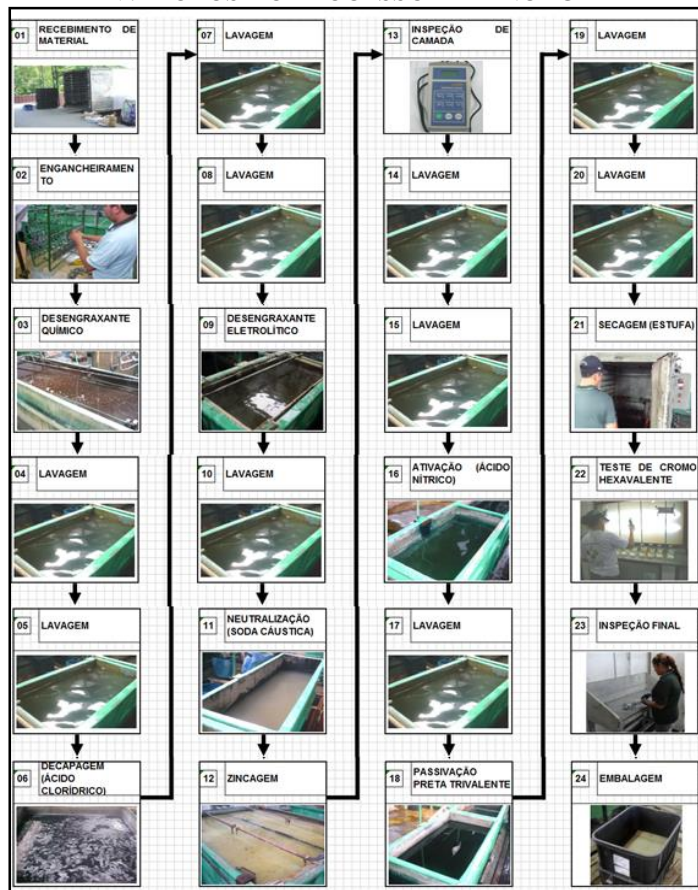 01 RECEBIMENTO DE
MATERIAL
02 ENGANCHEIRAMEN
TO
03 DESENGRAXANTE
QUÍMICO
04 LAVAGEM
05 LAVAGEM
06 DECAPAGEM
(ÁCIDO
CLORÍDRICO)
07 LAVAGEM
08 LAVAGEM
09 DESENGRAXANTE
ELETROLÍTICO
10 LAVAGEM
11 NEUTRALIZAÇÃO
(SODA CÁUSTICA)
12 ZINCAGEM
13 INSPEÇÃO DE
CAMADA
14 LAVAGEM
15 LAVAGEM
16 ATIVAÇÃO (ÁCIDO
NÍTRICO)
17 LAVAGEM
18 PASSIVAÇÃO
PRETA TRIVALENTE
19 LAVAGEM
20 LAVAGEM
21 SECAGEM (ESTUFA)
22 TESTE DE CROMO
HEXAVALENTE
23 INSPEÇÃO FINAL
24 EMBALAGEM